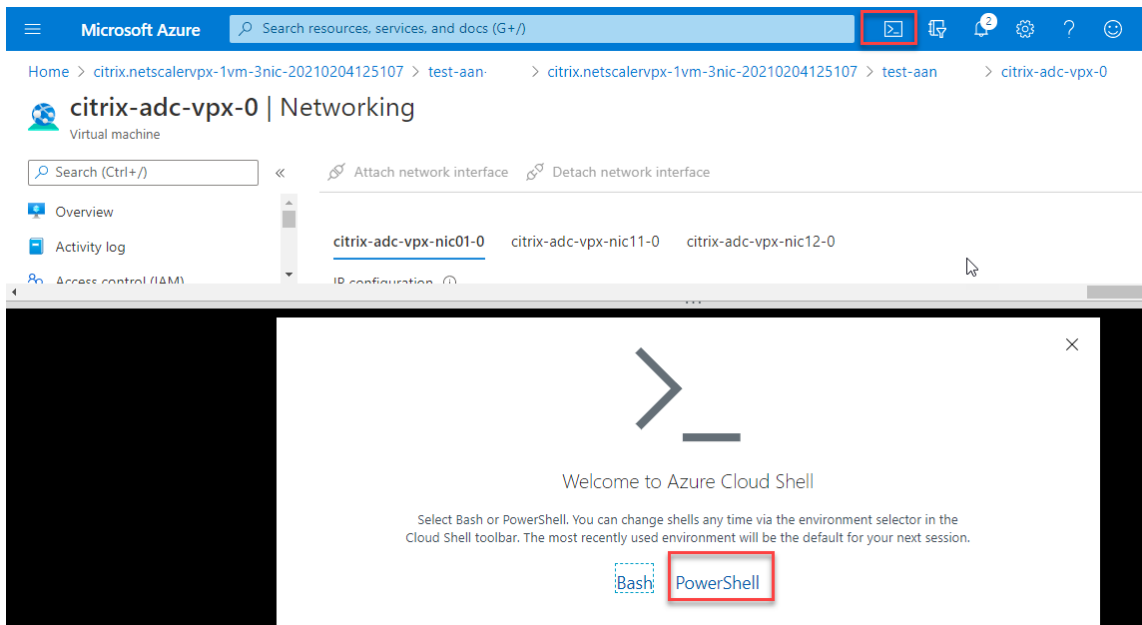 Microsoft Azure Search resources, services, and docs (G+/) 2
Home > citrix.netscalervpx-1vm-3nic-20210204125107 > test-aan- > citrix.netscalervpx-1vm-3nic-20210204125107 > test-aan > citrix-adc-vpx-0
citrix-adc-vpx-0 | Networking
Virtual machine
Search (Ctrl+/) « Attach network interface Detach network interface
Overview
citrix-adc-vpx-nic01-0 citrix-adc-vpx-nic11-0 citrix-adc-vpx-nic12-0
Activity log
Access control (IAM) IP configuration
Welcome to Azure Cloud Shell
Select Bash or PowerShell. You can change shells any time via the environment selector in the
Cloud Shell toolbar. The most recently used environment will be the default for your next session.
Bash PowerShell